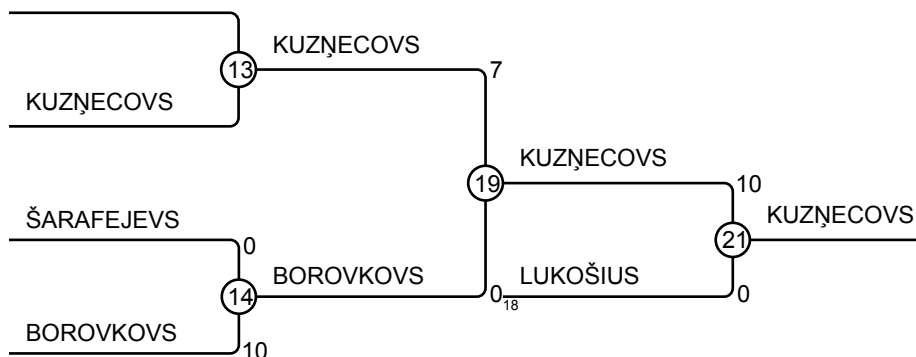 KUZŅECOVS
13
7
KUZŅECOVS
KUZŅECOVS
19
10
KUZŅECOVS
ŠARAFEJEVS
21
0
BOROVKOVS
LUKOŠIUS
14
0
18
0
BOROVKOVS
10